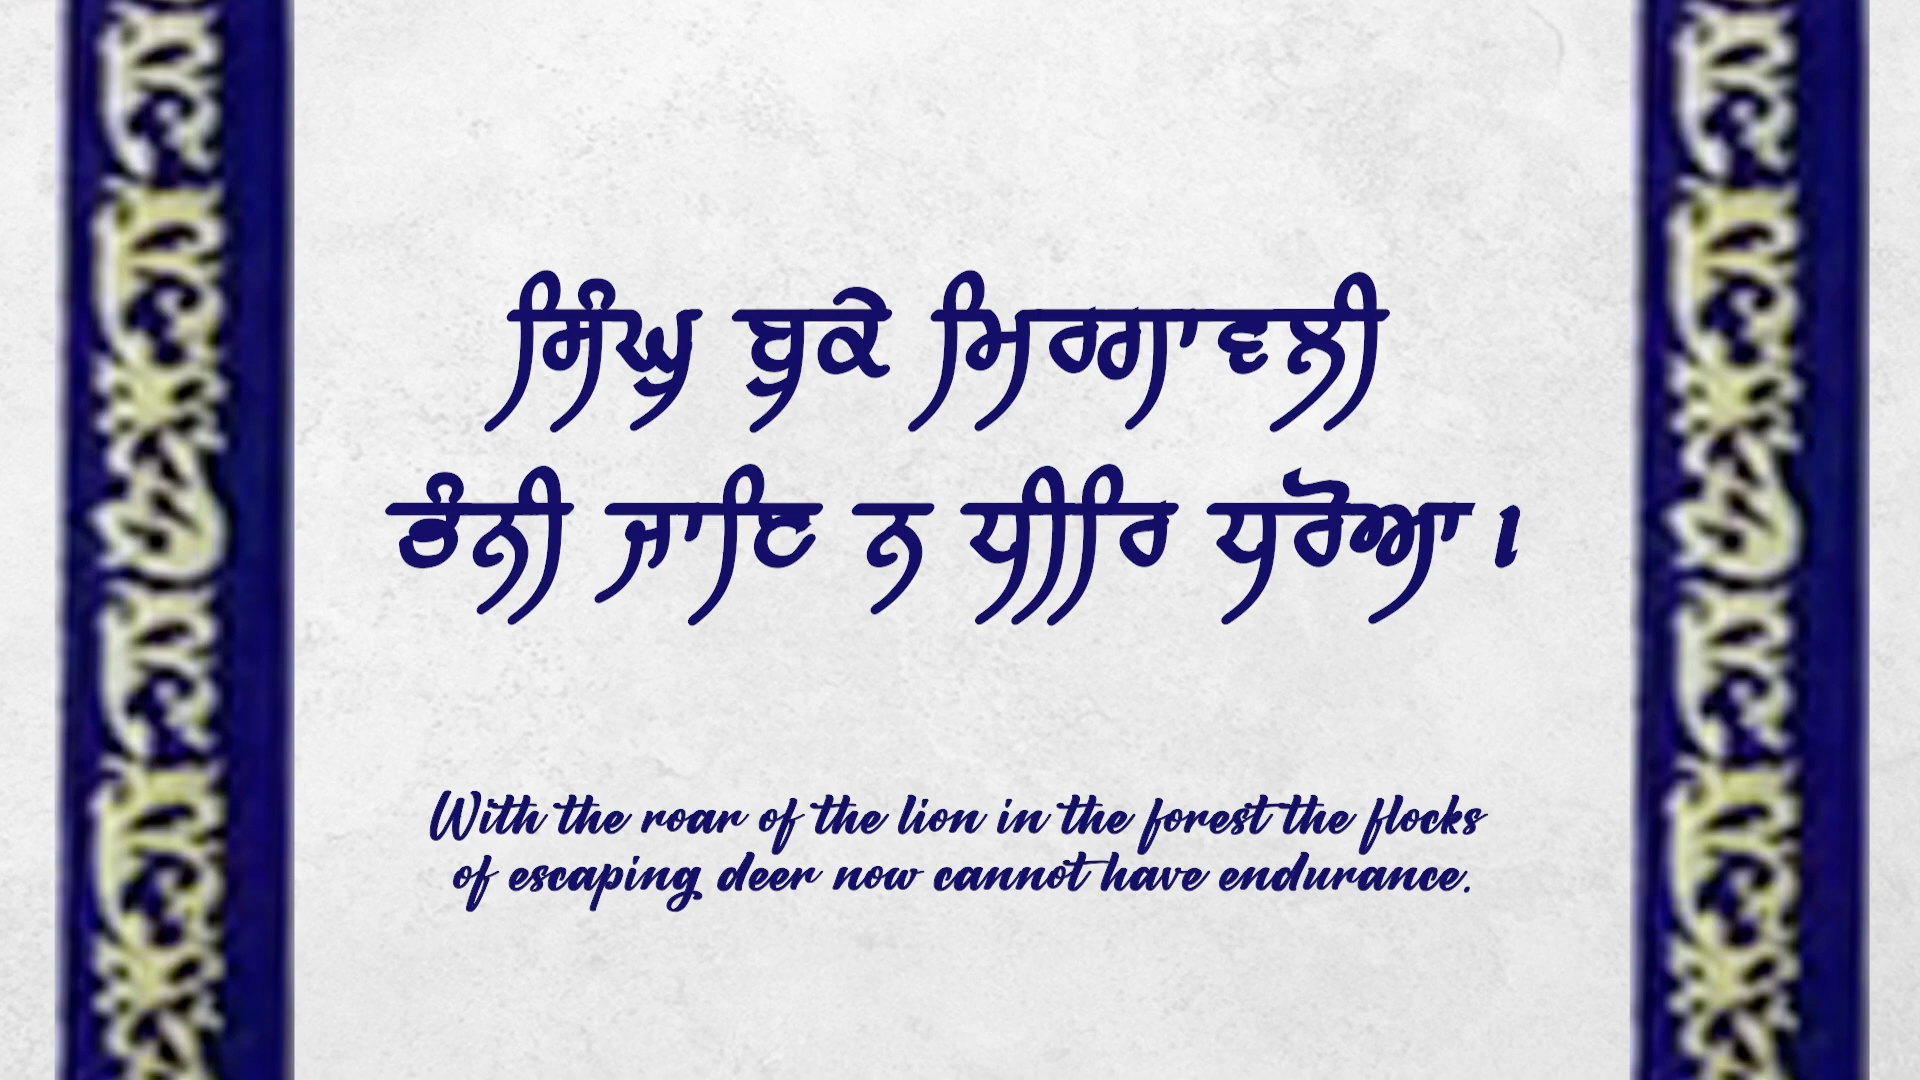 ਸਿੰਘੁ ਬੁਕੇ ਮਿਰਗਾਵਲੀ
ਭੰਨੀ ਜਾਇ ਨ ਧੀਰਿ ਧਰੋਆ।
With the roar of the lion in the forest the flocks
of escaping deer now cannot have endurance.